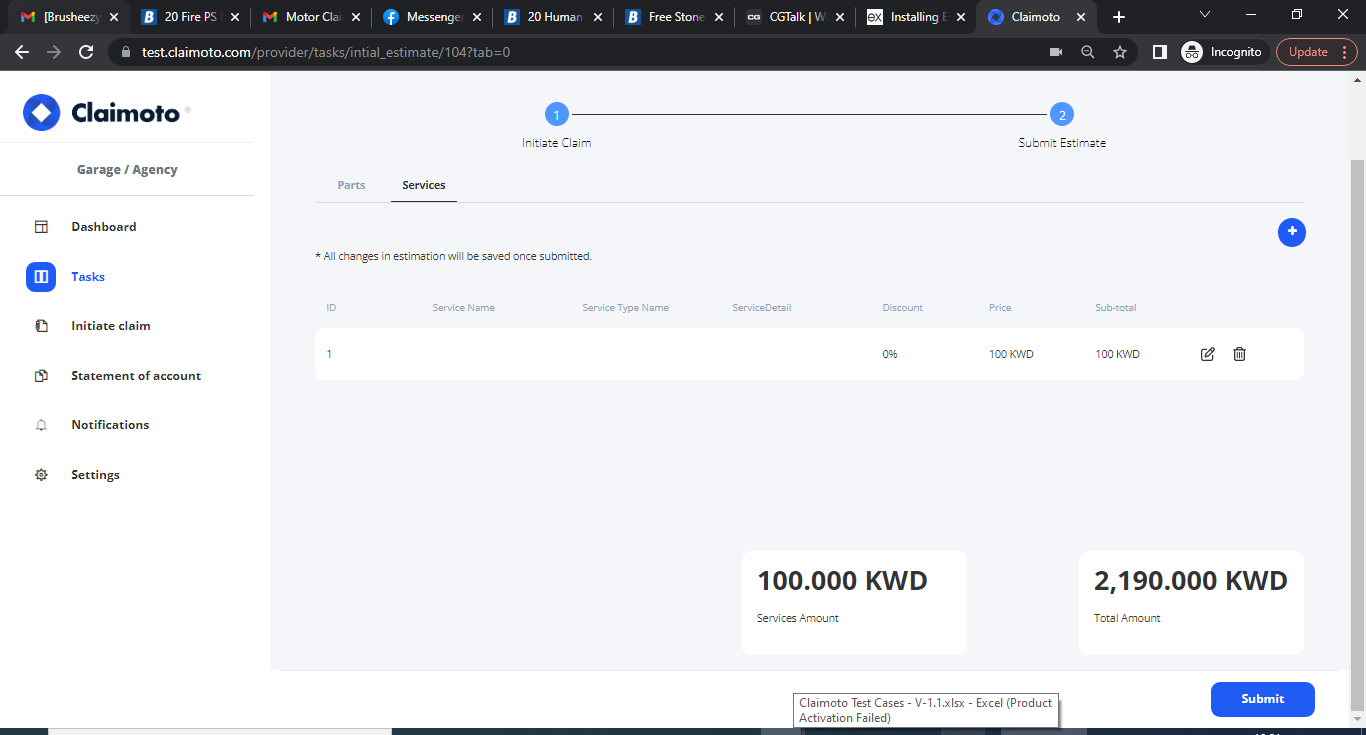 [Brusheezy
20 Fire PS
Motor Clai
Messenger
20 Human
Free Stone
CG CGTalk | W
ex Installing E
Claimoto
test.claimoto.com/provider/tasks/intial_estimate/104?tab=0
Incognito
Update
Claimoto ®
Garage / Agency
Dashboard
Tasks
Initiate claim
Statement of account
Notifications
Settings
1
2
Initiate Claim
Submit Estimate
Parts
Services
* All changes in estimation will be saved once submitted.
ID
Service Name
Service Type Name
ServiceDetail
Discount
Price
Sub-total
1
0%
100 KWD
100 KWD
100.000 KWD
Services Amount
2,190.000 KWD
Total Amount
Submit
Claimoto Test Cases - V-1.1.xlsx - Excel (Product
Activation Failed)